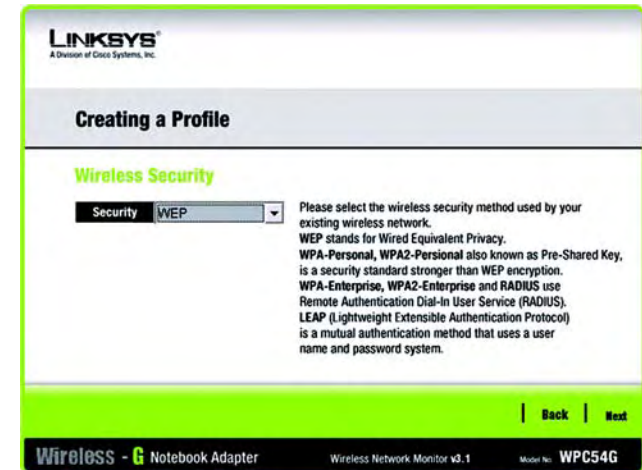 LINKSYS®
A Division of Cisco Systems, Inc.
Creating a Profile
Wireless Security
Security WEP
Please select the wireless security method used by your
existing wireless network.
WEP stands for Wired Equivalent Privacy.
WPA-Personal, WPA2-Persional also known as Pre-Shared Key,
is a security standard stronger than WEP encryption.
WPA-Enterprise, WPA2-Enterprise and RADIUS use
Remote Authentication Dial-In User Service (RADIUS).
LEAP (Lightweight Extensible Authentication Protocol)
is a mutual authentication method that uses a user
name and password system.
Back Next
Wireless - G Notebook Adapter Wireless Network Monitor v3.1 Model No. WPC54G